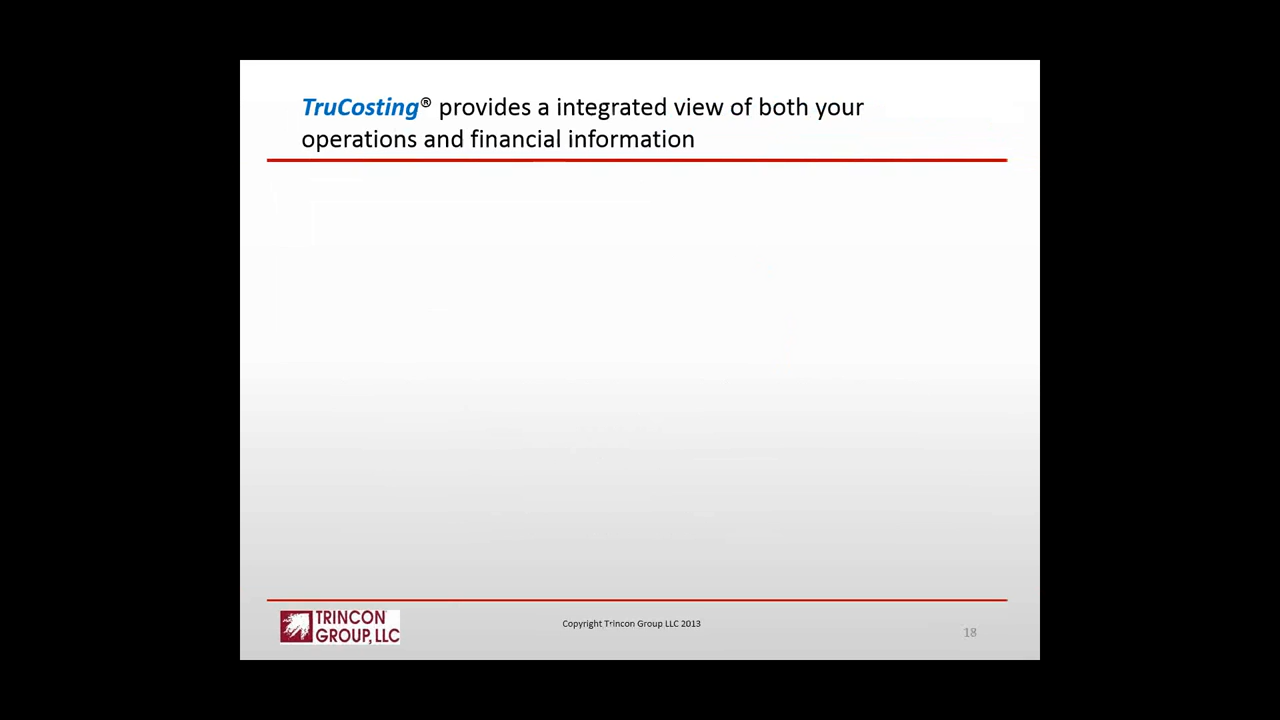 TruCosting® provides a integrated view of both your
operations and financial information
TRINCON
GROUP, LLC
Copyright Trincon Group LLC 2013
18